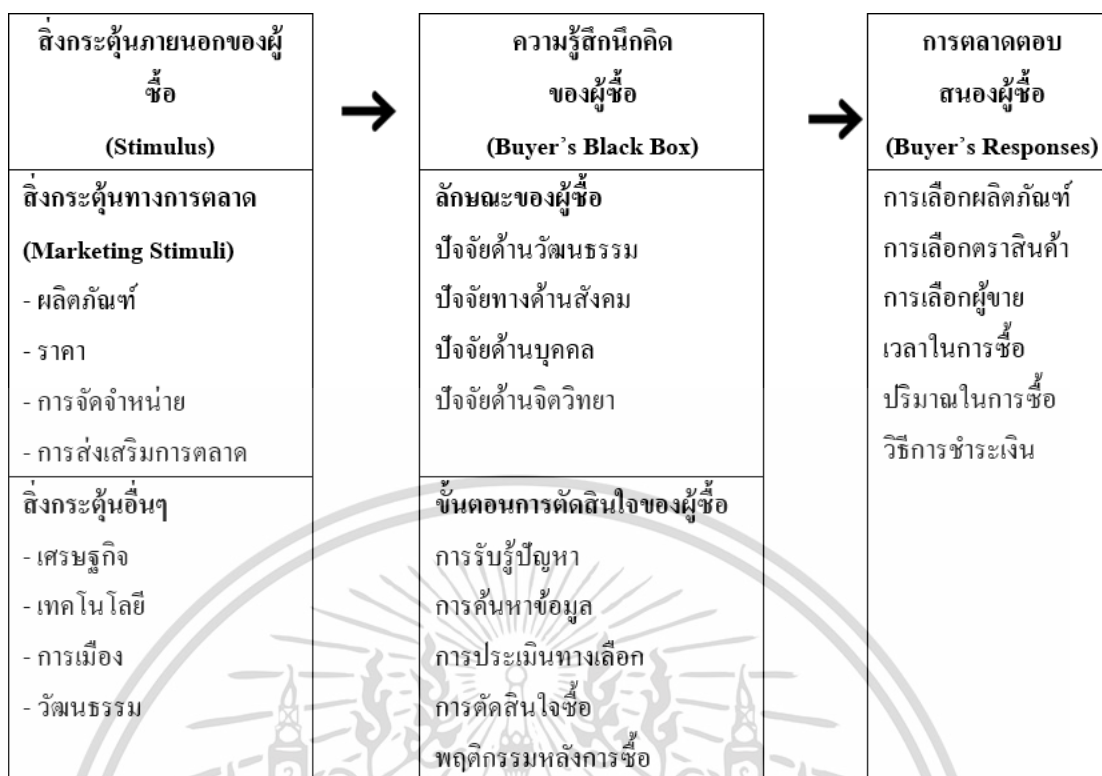 สิ่งกระตุ้นภายนอกของผู้
ซื้อ
(Stimulus)
สิ่งกระตุ้นทางการตลาด
(Marketing Stimuli)
- ผลิตภัณฑ์
- ราคา
- การจัดจำหน่าย
- การส่งเสริมการตลาด
สิ่งกระตุ้นอื่นๆ
- เศรษฐกิจ
- เทคโนโลยี
- การเมือง
- วัฒนธรรม
ความรู้สึกนึกคิด
ของผู้ซื้อ
(Buyer's Black Box)
ลักษณะของผู้ซื้อ
ปัจจัยด้านวัฒนธรรม
ปัจจัยทางด้านสังคม
ปัจจัยด้านบุคคล
ปัจจัยด้านจิตวิทยา
ขั้นตอนการตัดสินใจของผู้ซื้อ
การรับรู้ปัญหา
การค้นหาข้อมูล
การประเมินทางเลือก
การตัดสินใจซื้อ
พฤติกรรมหลังการซื้อ
การตลาดตอบ
สนองผู้ซื้อ
(Buyer's Responses)
การเลือกผลิตภัณฑ์
การเลือกตราสินค้า
การเลือกผู้ขาย
เวลาในการซื้อ
ปริมาณในการซื้อ
วิธีการชำระเงิน